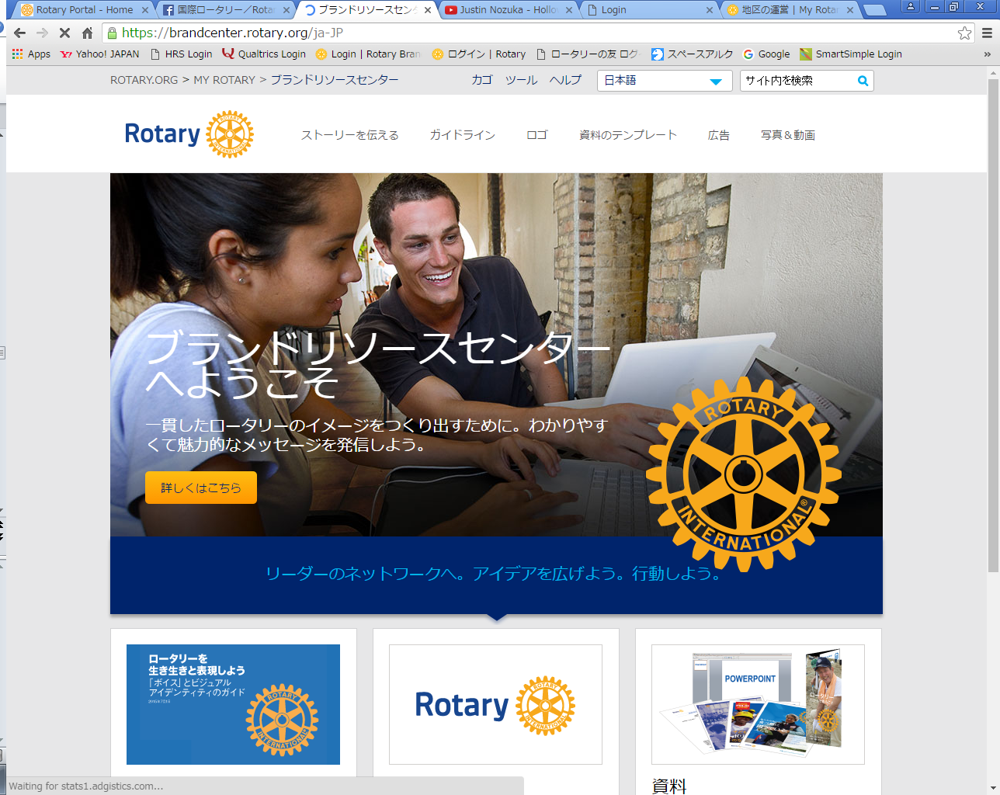 Rotary Portal - Home
国際ロータリー／Rota
ブランドリソースセン
Justin Nozuka - Hollo
Login
地区の運営 | My Rota
https://brandcenter.rotary.org/ja-JP
Apps
Yahoo! JAPAN
HRS Login
Qualtrics Login
Login | Rotary Bran
ログイン | Rotary
ロータリーの友 ログ
スペースアルク
Google
SmartSimple Login
»
ROTARY.ORG > MY ROTARY > ブランドリソースセンター
カゴ
ツール
ヘルプ
日本語
サイト内を検索
Rotary
ROTARY
INTERNATIONAL
ストーリーを伝える
ガイドライン
ロゴ
資料のテンプレート
広告
写真＆動画
ブランドリソースセンター
へようこそ
一貫したロータリーのイメージをつくり出すために。わかりやす
くて魅力的なメッセージを発信しよう。
詳しくはこちら
ROTARY
INTERNATIONAL®
リーダーのネットワークへ。アイデアを広げよう。行動しよう。
ロータリーを
生き生きと表現しよう
「ボイス」とビジュアル
アイデンティティのガイド
ROTARY
INTERNATIONAL
Rotary
ROTARY
INTERNATIONAL
POWERPOINT
資料
Waiting for stats1.adgistics.com...